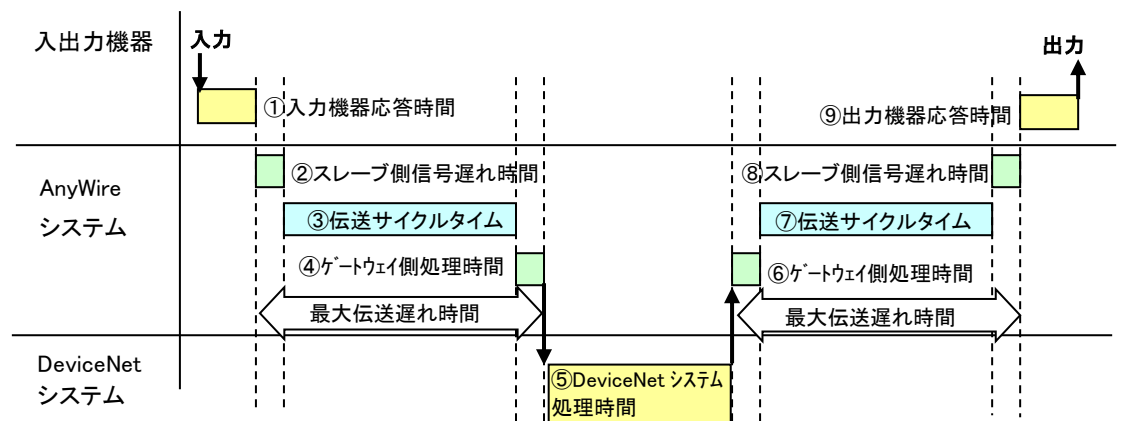 入出力機器
入力
出力
①入力機器応答時間
⑨出力機器応答時間
AnyWire
システム
②スレーブ側信号遅れ時間
⑧スレーブ側信号遅れ時間
③伝送サイクルタイム
⑦伝送サイクルタイム
④ゲートウェイ側処理時間
⑥ゲートウェイ側処理時間
最大伝送遅れ時間
最大伝送遅れ時間
DeviceNet
システム
⑤DeviceNet システム
処理時間